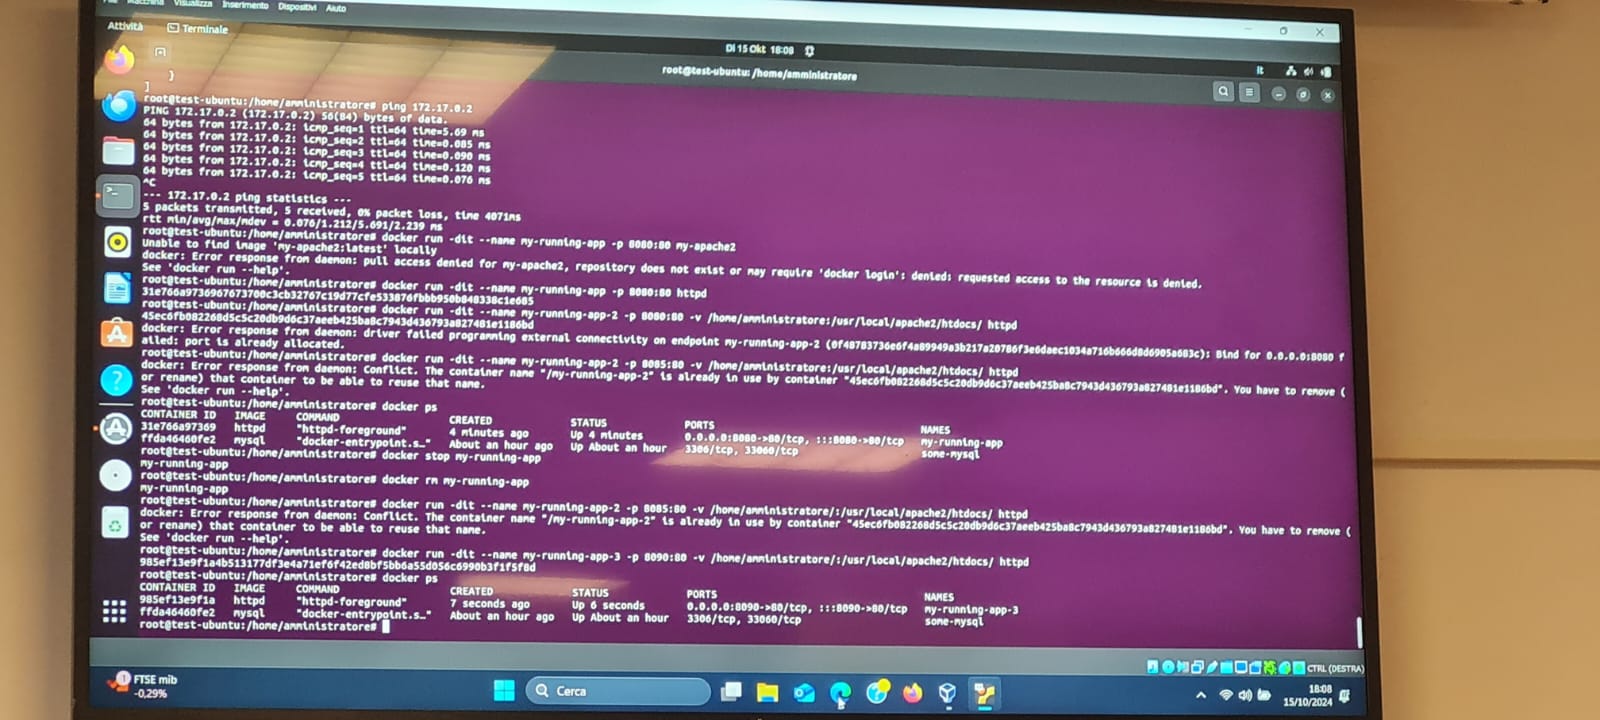 File Macchina Visualizza Inserimento Dispositivi Aiuto
Attività Terminale
Di 15 Okt 18:08
root@test-ubuntu: /home/amministratore
it
}
]
root@test-ubuntu:/home/amministratore# ping 172.17.0.2
PING 172.17.0.2 (172.17.0.2) 56(84) bytes of data.
64 bytes from 172.17.0.2: icmp_seq=1 ttl=64 time=5.69 ms
64 bytes from 172.17.0.2: icmp_seq=2 ttl=64 time=0.085 ms
64 bytes from 172.17.0.2: icmp_seq=3 ttl=64 time=0.090 ms
64 bytes from 172.17.0.2: icmp_seq=4 ttl=64 time=0.120 ms
64 bytes from 172.17.0.2: icmp_seq=5 ttl=64 time=0.076 ms
^C
--- 172.17.0.2 ping statistics ---
5 packets transmitted, 5 received, 0% packet loss, time 4071ms
rtt min/avg/max/mdev = 0.076/1.212/5.691/2.239 ms
root@test-ubuntu:/home/amministratore# docker run -dit --name my-running-app -p 8080:80 my-apache2
Unable to find image 'my-apache2:latest' locally
docker: Error response from daemon: pull access denied for my-apache2, repository does not exist or may require 'docker login': denied: requested access to the resource is denied.
See 'docker run --help'.
root@test-ubuntu:/home/amministratore# docker run -dit --name my-running-app -p 8080:80 httpd
root@test-ubuntu:/home/amministratore# docker run -dit --name my-running-app-2 -p 8080:80 -v /home/amministratore:/usr/local/apache2/htdocs/ httpd
45ec6fb082268d5c5c20db9d6c37aeeb425ba8c7943d436793a827481e1186bd
docker: Error response from daemon: driver failed programming external connectivity on endpoint my-running-app-2 Bind for 0.0.0.0:8080 f
ailed: port is already allocated.
root@test-ubuntu:/home/amministratore# docker run -dit --name my-running-app-2 -p 8085:80 -v /home/amministratore:/usr/local/apache2/htdocs/ httpd
docker: Error response from daemon: Conflict. The container name "/my-running-app-2" is already in use by container "45ec6fb082268d5c5c20db9d6c37aeeb425ba8c7943d436793a827481e1186bd". You have to remove (
or rename) that container to be able to reuse that name.
See 'docker run --help'.
root@test-ubuntu:/home/amministratore# docker ps
CONTAINER ID IMAGE COMMAND CREATED STATUS PORTS NAMES
31e766a97369 httpd "httpd-foreground" 4 minutes ago Up 4 minutes 0.0.0.0:8080->80/tcp, :::8080->80/tcp my-running-app
ffda46460fe2 mysql "docker-entrypoint.s…" About an hour ago Up About an hour 3306/tcp, 33060/tcp some-mysql
root@test-ubuntu:/home/amministratore# docker stop my-running-app
my-running-app
root@test-ubuntu:/home/amministratore# docker rm my-running-app
my-running-app
root@test-ubuntu:/home/amministratore# docker run -dit --name my-running-app-2 -p 8085:80 -v /home/amministratore/:/usr/local/apache2/htdocs/ httpd
docker: Error response from daemon: Conflict. The container name "/my-running-app-2" is already in use by container "45ec6fb082268d5c5c20db9d6c37aeeb425ba8c7943d436793a827481e1186bd". You have to remove (
or rename) that container to be able to reuse that name.
See 'docker run --help'.
root@test-ubuntu:/home/amministratore# docker run -dit --name my-running-app-3 -p 8090:80 -v /home/amministratore/:/usr/local/apache2/htdocs/ httpd
985ef13e9f1a4b513177df3e4a71ef6f42ed8bf5bb6a55d056c6990b3f1f5f8d
root@test-ubuntu:/home/amministratore# docker ps
CONTAINER ID IMAGE COMMAND CREATED STATUS PORTS NAMES
985ef13e9f1a httpd "httpd-foreground" 7 seconds ago Up 6 seconds 0.0.0.0:8090->80/tcp, :::8090->80/tcp my-running-app-3
ffda46460fe2 mysql "docker-entrypoint.s…" About an hour ago Up About an hour 3306/tcp, 33060/tcp some-mysql
root@test-ubuntu:/home/amministratore#
CTRL (DESTRA)
FTSE mib
-0,29%
Cerca
18:08
15/10/2024